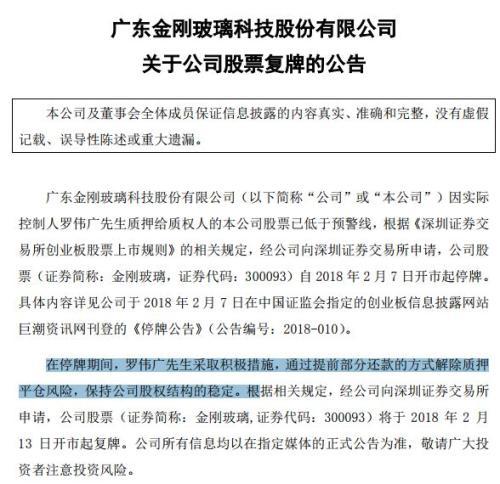 广东金刚玻璃科技股份有限公司
关于公司股票复牌的公告
本公司及董事会全体成员保证信息披露的内容真实、准确和完整，没有虚假
记载、误导性陈述或重大遗漏。
广东金刚玻璃科技股份有限公司（以下简称“公司”或“本公司”）因实际
控制人罗伟广先生质押给质权人的本公司股票已低于预警线，根据《深圳证券交
易所创业板股票上市规则》的相关规定，经公司向深圳证券交易所申请，公司股
票（证券简称：金刚玻璃，证券代码：300093）自 2018 年 2 月 7 日开市起停牌。
具体内容详见公司于 2018 年 2 月 7 日在中国证监会指定的创业板信息披露网站
巨潮资讯网刊登的《停牌公告》（公告编号：2018-010）。
在停牌期间，罗伟广先生采取积极措施，通过提前部分还款的方式解除质押
平仓风险，保持公司股权结构的稳定。根据相关规定，经公司向深圳证券交易所
申请，公司股票（证券简称：金刚玻璃,证券代码：300093）将于 2018 年 2 月
13 日开市起复牌。公司所有信息均以在指定媒体的正式公告为准，敬请广大投
资者注意投资风险。